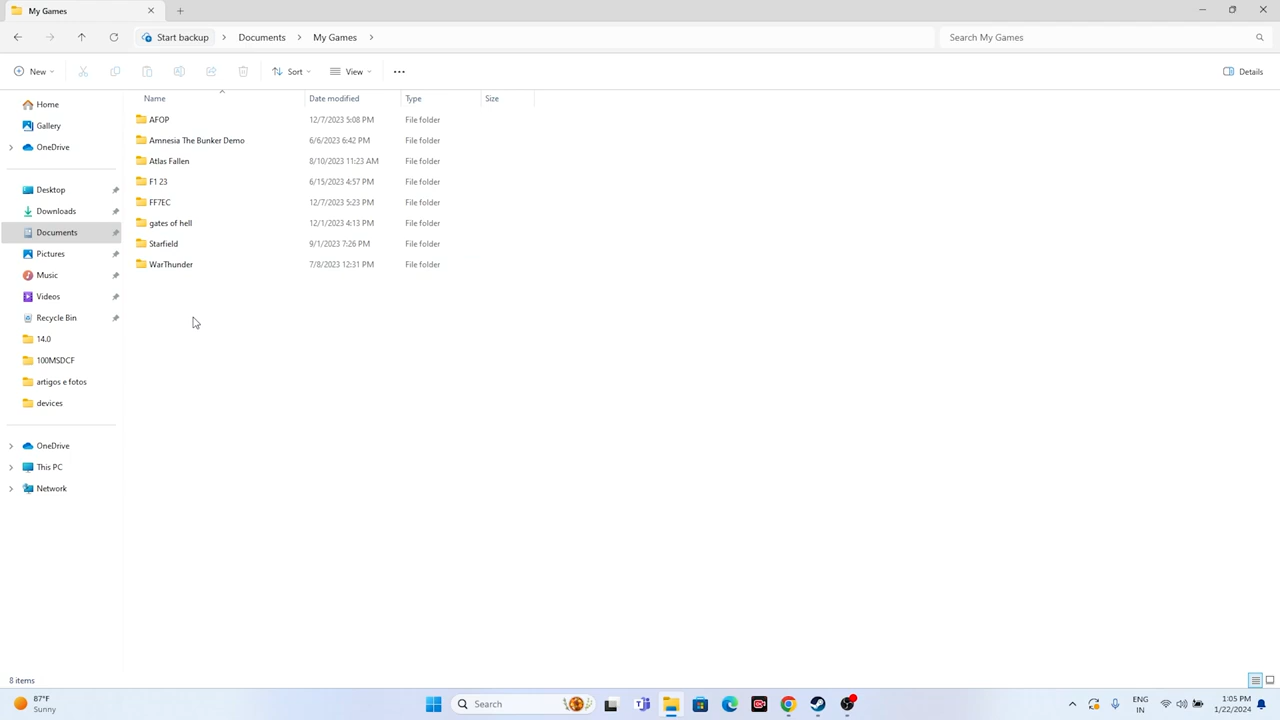 My Games
Start backup > Documents > My Games >
Search My Games
New
Sort
View
Details
Name Date modified Type Size
AFOP 12/7/2023 5:08 PM File folder
Amnesia The Bunker Demo 6/6/2023 6:42 PM File folder
Atlas Fallen 8/10/2023 11:23 AM File folder
F1 23 6/15/2023 4:57 PM File folder
FF7EC 12/7/2023 5:23 PM File folder
gates of hell 12/1/2023 4:13 PM File folder
Starfield 9/1/2023 7:26 PM File folder
WarThunder 7/8/2023 12:31 PM File folder
Home
Gallery
OneDrive
Desktop
Downloads
Documents
Pictures
Music
Videos
Recycle Bin
14.0
100MSDCF
artigos e fotos
devices
OneDrive
This PC
Network
8 items
87°F
Sunny
Search
ENG
IN
1:05 PM
1/22/2024